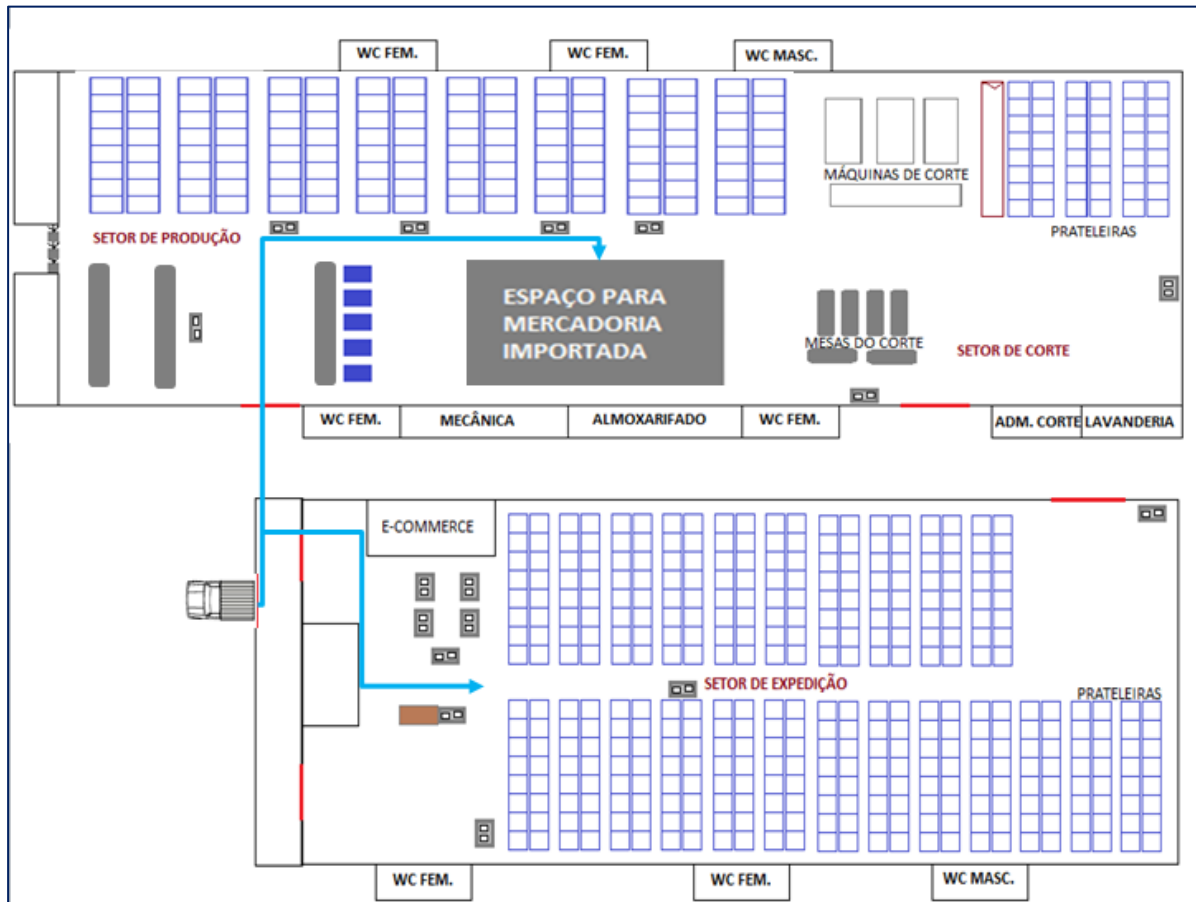 WC FEM.
WC FEM.
WC MASC.
MÁQUINAS DE CORTE
PRATELEIRAS
SETOR DE PRODUÇÃO
ESPAÇO PARA
MERCADORIA
IMPORTADA
MESAS DO CORTE
SETOR DE CORTE
WC FEM.
MECÂNICA
ALMOXARIFADO
WC FEM.
ADM. CORTE
LAVANDERIA
E-COMMERCE
SETOR DE EXPEDIÇÃO
PRATELEIRAS
WC FEM.
WC FEM.
WC MASC.